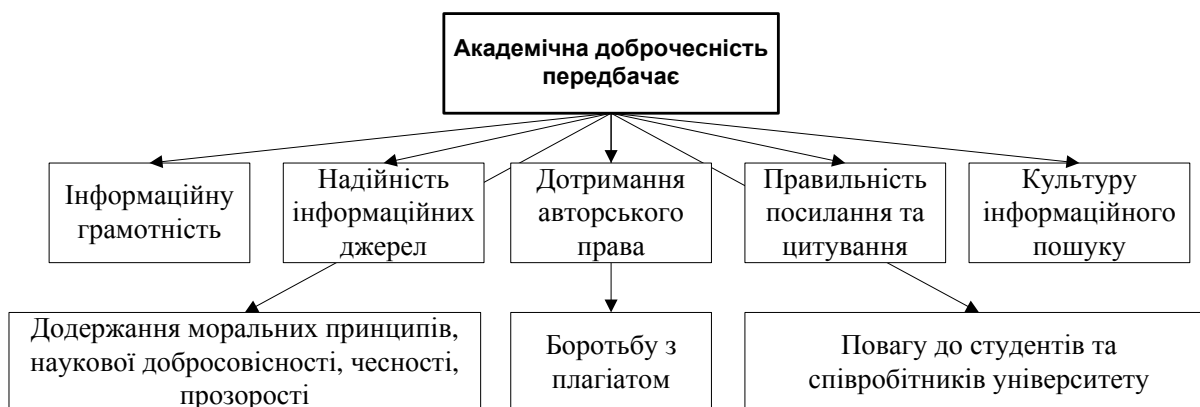 Академічна доброчесність
передбачає
Інформаційну
грамотність
Надійність
інформаційних
джерел
Дотримання
авторського
права
Правильність
посилання та
цитування
Культуру
інформаційного
пошуку
Додержання моральних принципів,
наукової добросовісності, чесності,
прозорості
Боротьбу з
плагіатом
Повагу до студентів та
співробітників університету